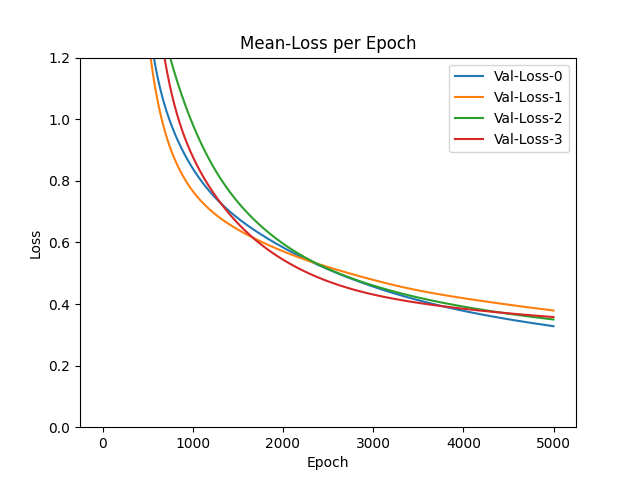 Mean-Loss per Epoch
Val-Loss-0
Val-Loss-1
Val-Loss-2
Val-Loss-3
Loss
1.2
1.0
0.8
0.6
0.4
0.2
0.0
0 1000 2000 3000 4000 5000
Epoch